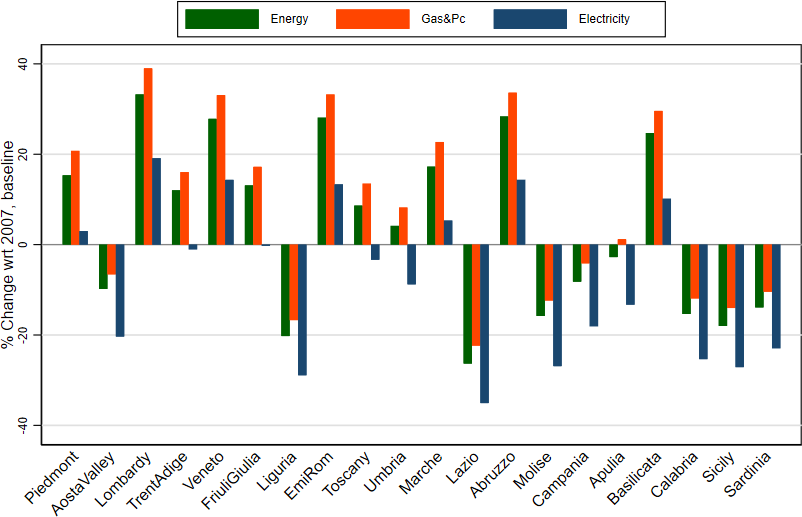 Energy Gas&Pc Electricity
% Change wrt 2007, baseline
40
20
0
-20
-40
Piedmont
AostaValley
Lombardy
TrentAdige
Veneto
FriuliGiulia
Liguria
EmiRom
Toscany
Umbria
Marche
Lazio
Abruzzo
Molise
Campania
Apulia
Basilicata
Calabria
Sicily
Sardinia